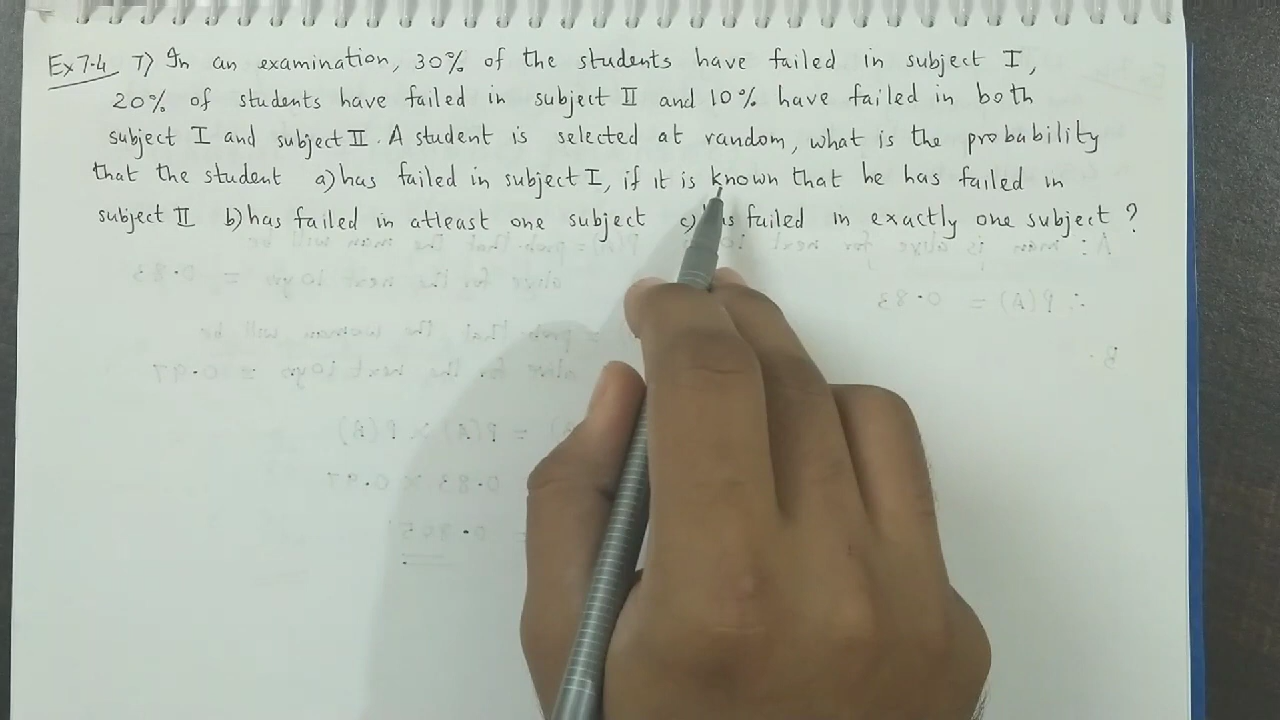 Ex 7.4 7) In an examination, 30% of the students have failed in subject I,
20% of students have failed in subject II and 10% have failed in both
subject I and subject II. A student is selected at random, what is the probability
that the student a) has failed in subject I, if it is known that he has failed in
subject II b) has failed in atleast one subject c) has failed in exactly one subject ?